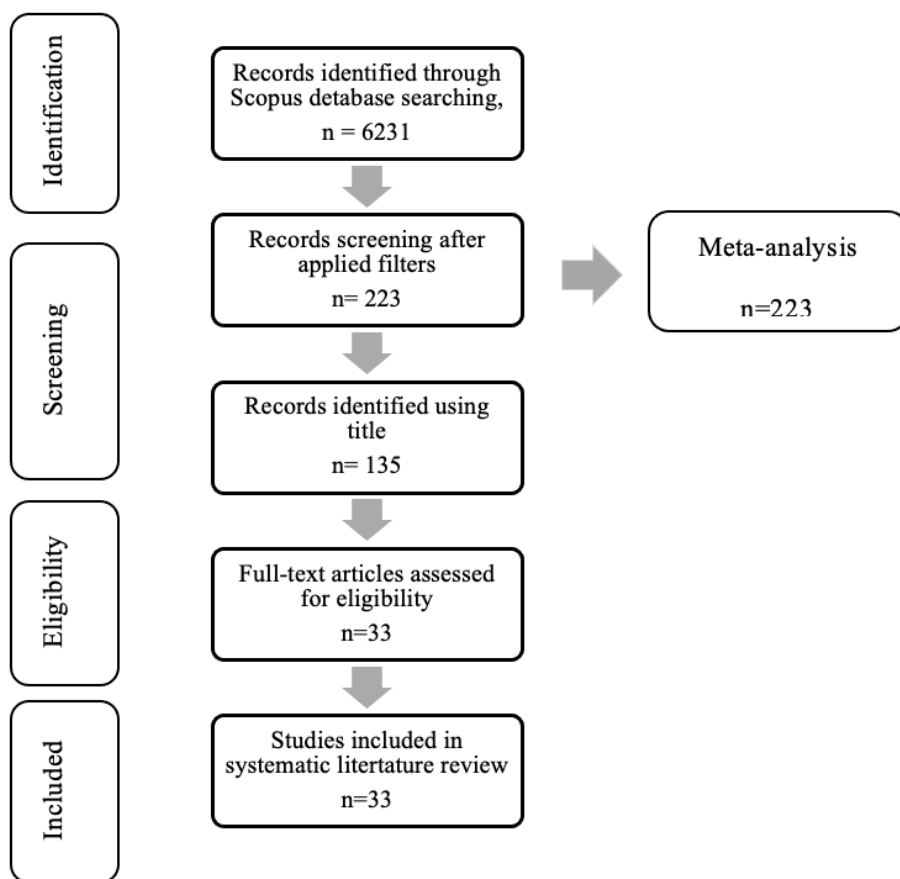 Identification
Records identified through
Scopus detabase searching,
n = 6231
Screening
Records screening after
applied filters
n= 223
Meta-analysis
n=223
Records identified using
title
n= 135
Eligibility
Full-text articles assessed
for eligibility
n=33
Included
Studies included in
systematic litertature review
n=33